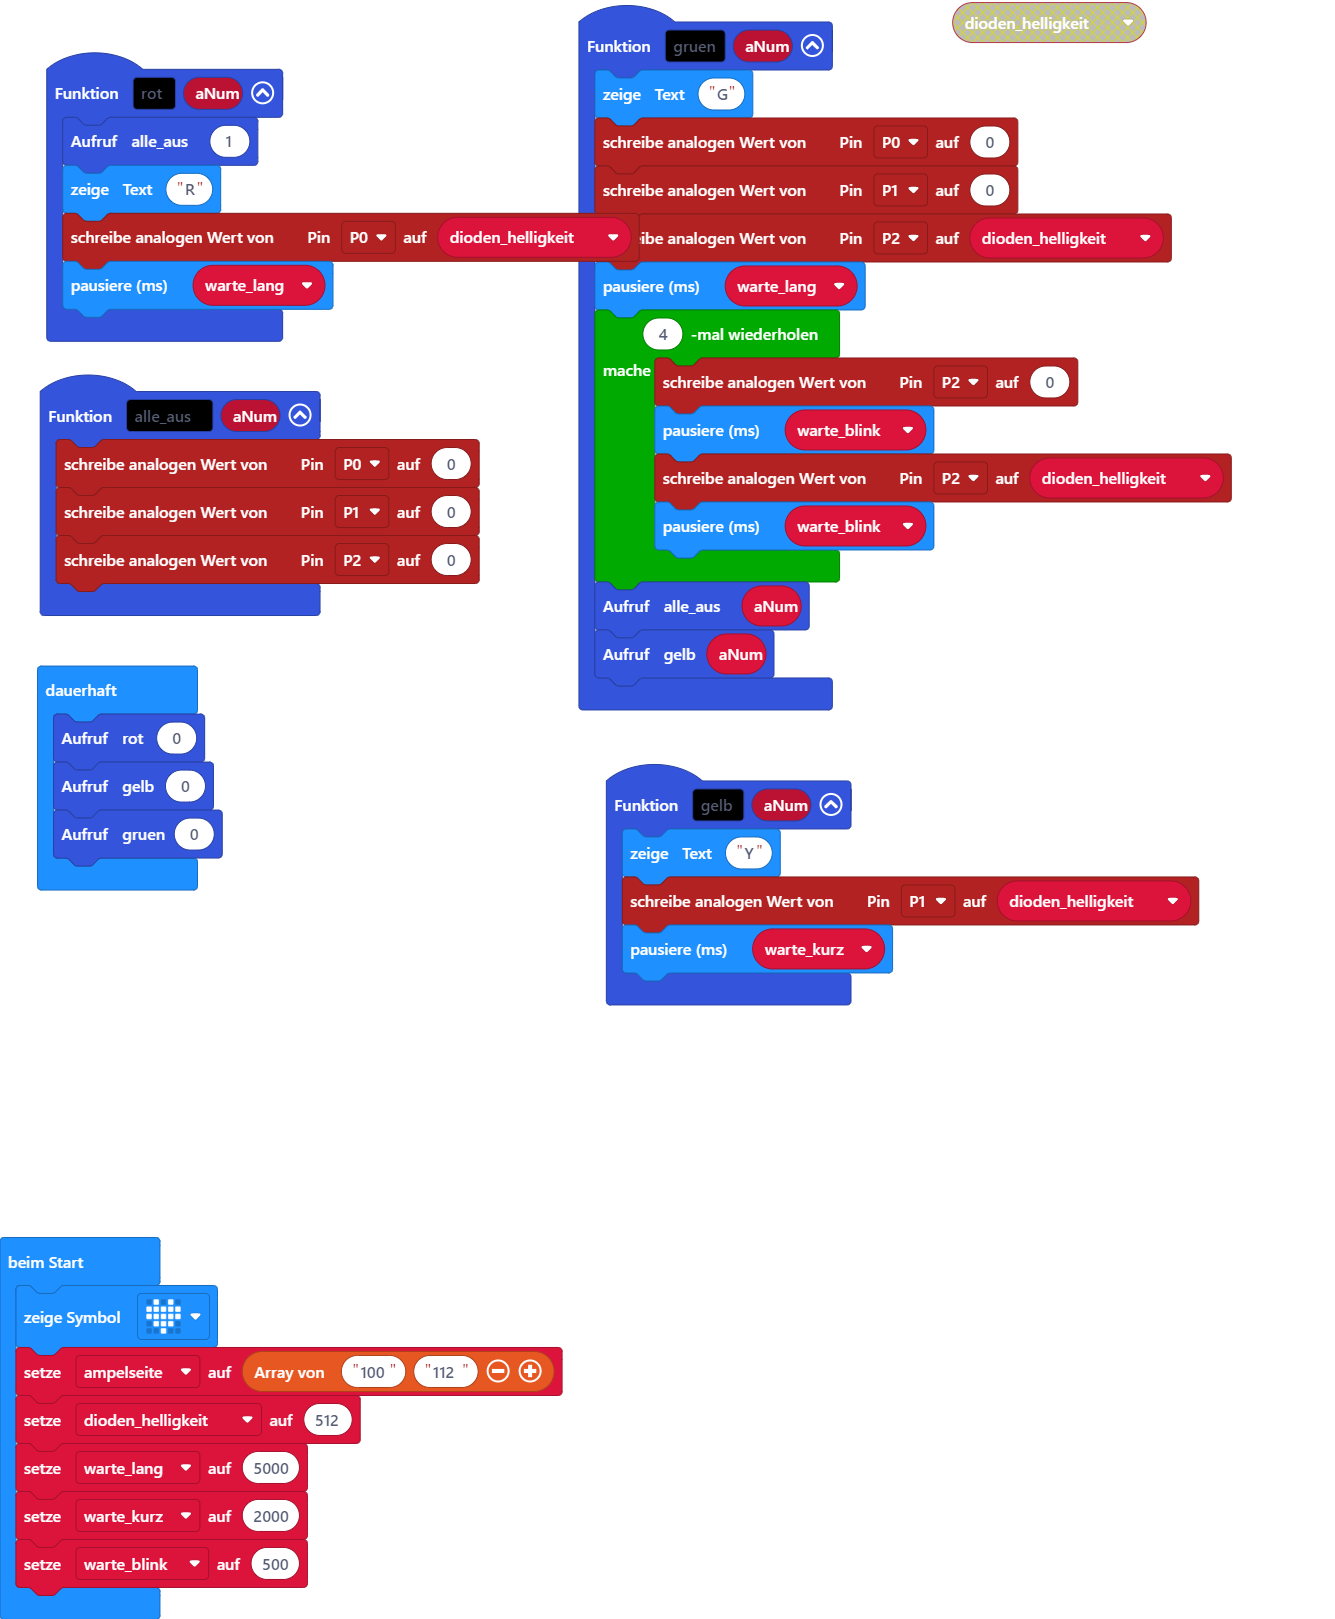 Funktion rot aNum
Aufruf alle_aus 1
zeige Text "R"
schreibe analogen Wert von Pin P0 auf dioden_helligkeit
pausiere (ms) warte_lang
Funktion alle_aus aNum
schreibe analogen Wert von Pin P0 auf 0
schreibe analogen Wert von Pin P1 auf 0
schreibe analogen Wert von Pin P2 auf 0
dauerhaft
Aufruf rot 0
Aufruf gelb 0
Aufruf gruen 0
dioden_helligkeit
Funktion gruen aNum
zeige Text "G"
schreibe analogen Wert von Pin P0 auf 0
schreibe analogen Wert von Pin P1 auf 0
ibe analogen Wert von Pin P2 auf dioden_helligkeit
pausiere (ms) warte_lang
4 -mal wiederholen
mache
schreibe analogen Wert von Pin P2 auf 0
pausiere (ms) warte_blink
schreibe analogen Wert von Pin P2 auf dioden_helligkeit
pausiere (ms) warte_blink
Aufruf alle_aus aNum
Aufruf gelb aNum
Funktion gelb aNum
zeige Text "Y"
schreibe analogen Wert von Pin P1 auf dioden_helligkeit
pausiere (ms) warte_kurz
beim Start
zeige Symbol
setze ampelseite auf Array von "100" "112"
setze dioden_helligkeit auf 512
setze warte_lang auf 5000
setze warte_kurz auf 2000
setze warte_blink auf 500